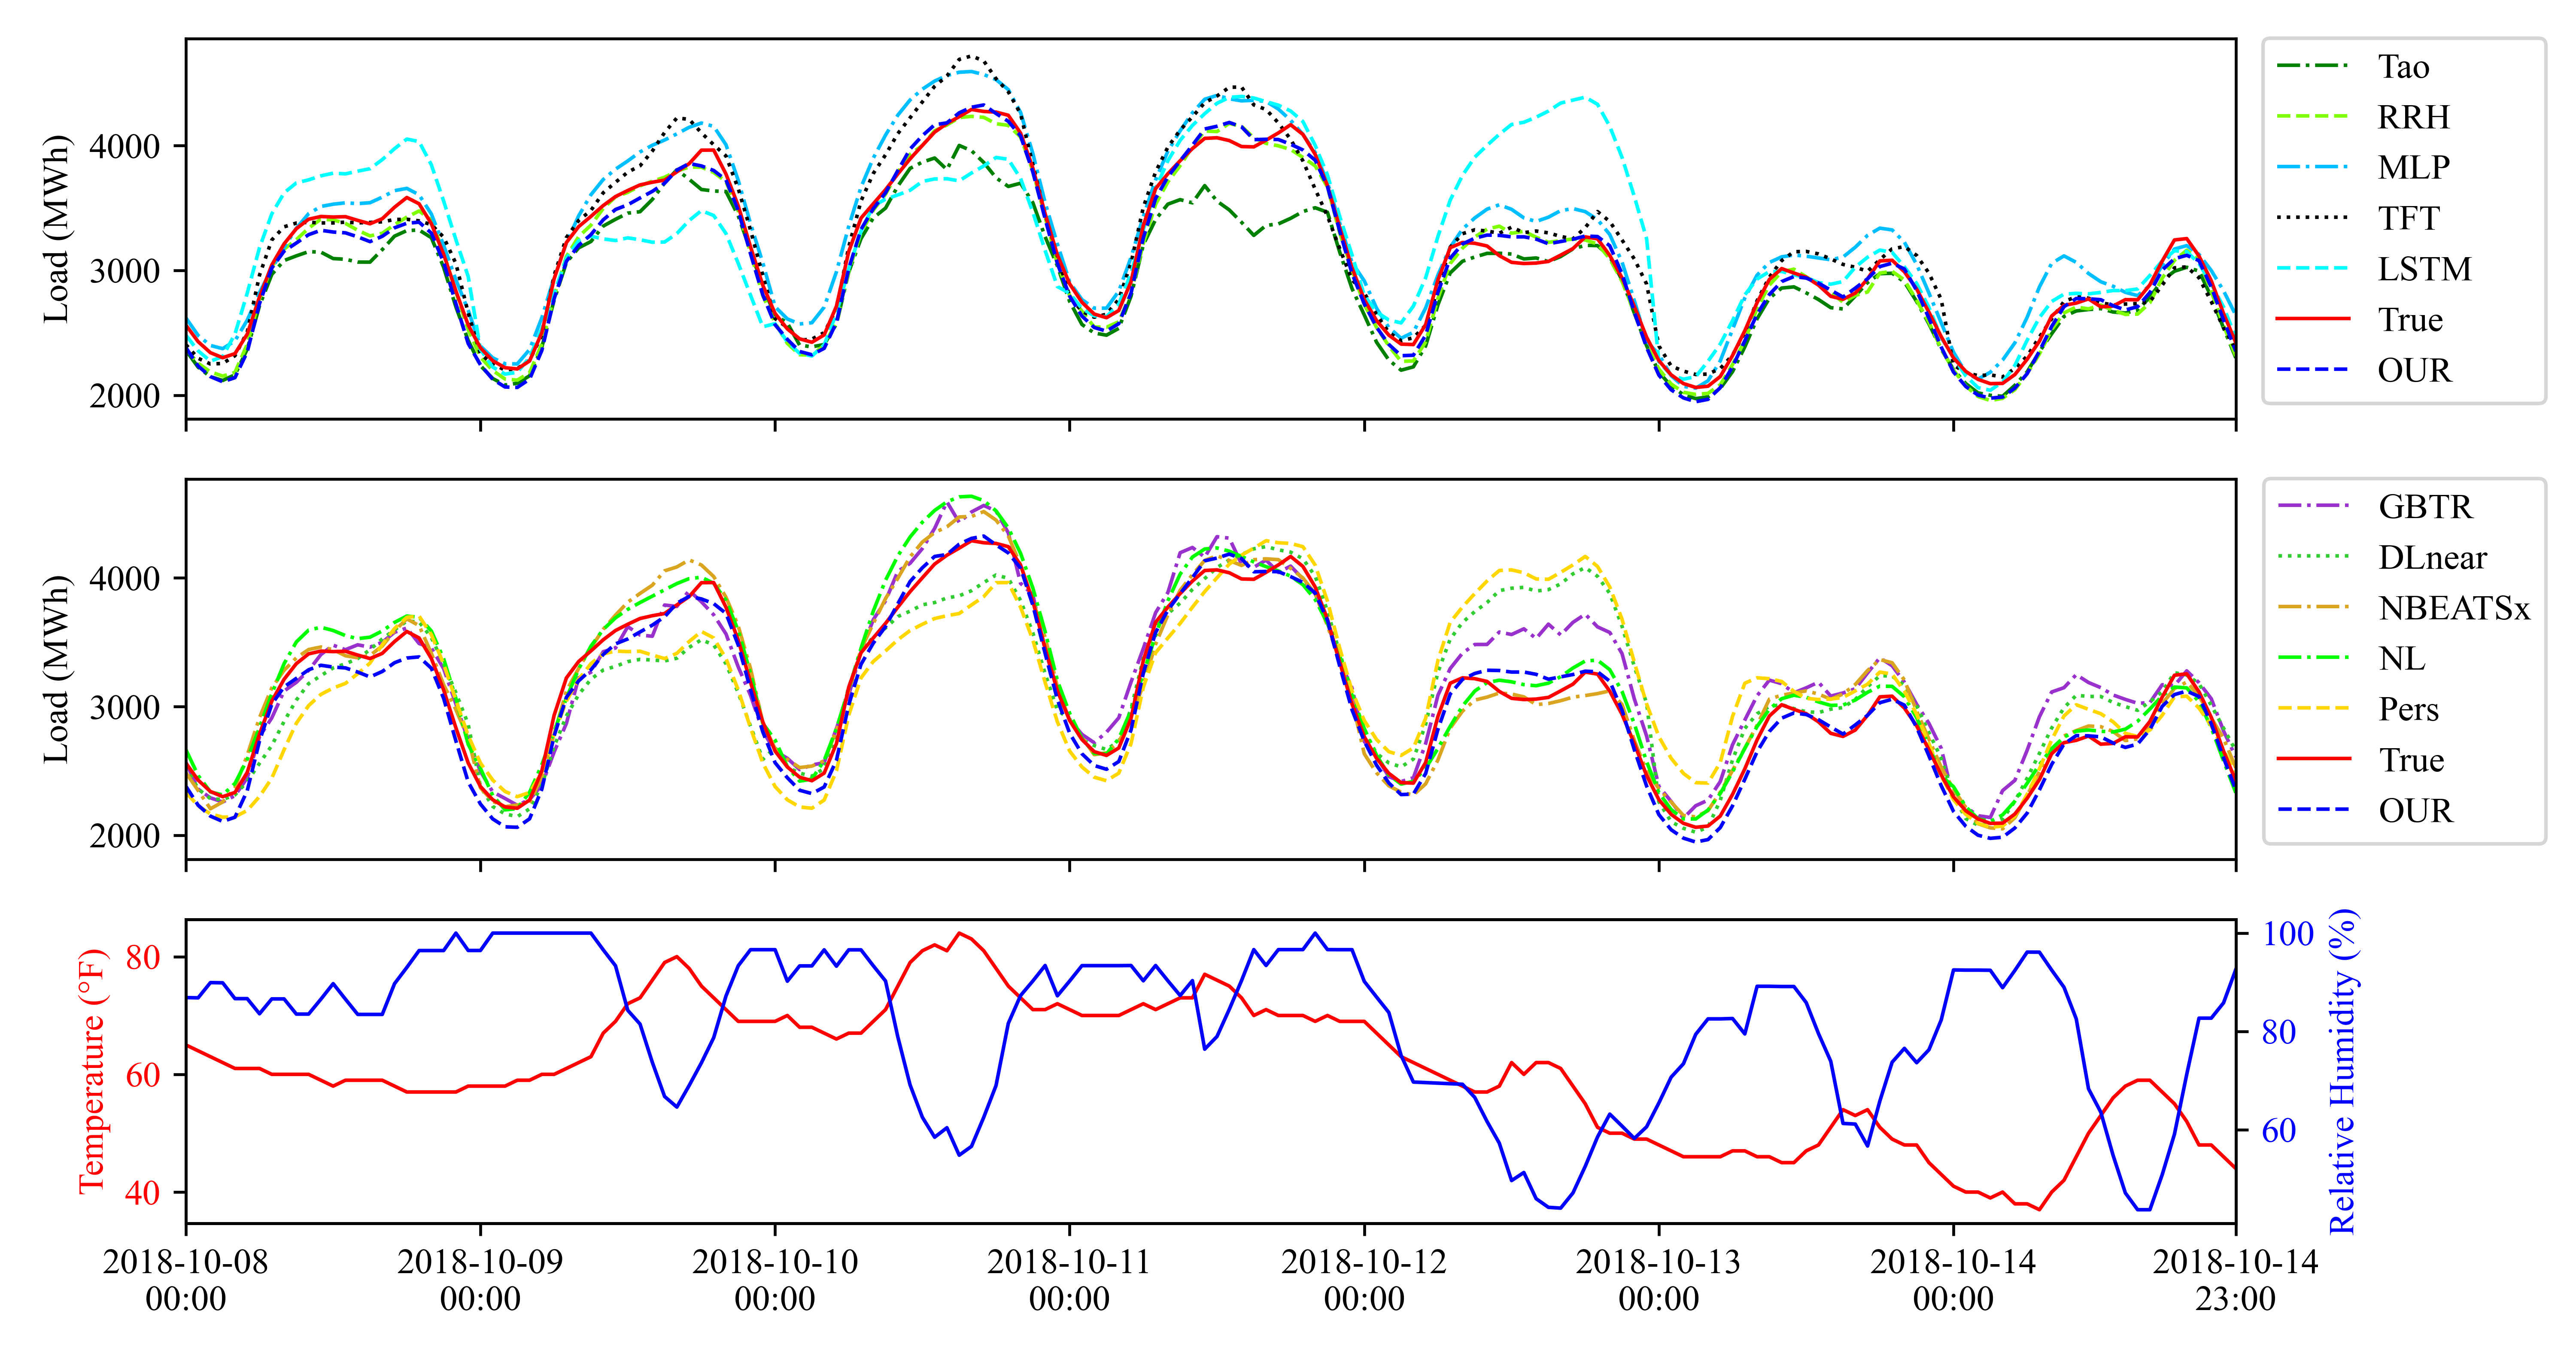 Load (MWh)
4000
3000
2000
Tao
RRH
MLP
TFT
LSTM
True
OUR
Load (MWh)
4000
3000
2000
GBTR
DLnear
NBEATSx
NL
Pers
True
OUR
Temperature (°F)
80
60
40
100
80
60
Relative Humidity (%)
2018-10-08
00:00
2018-10-09
00:00
2018-10-10
00:00
2018-10-11
00:00
2018-10-12
00:00
2018-10-13
00:00
2018-10-14
00:00
2018-10-14
23:00